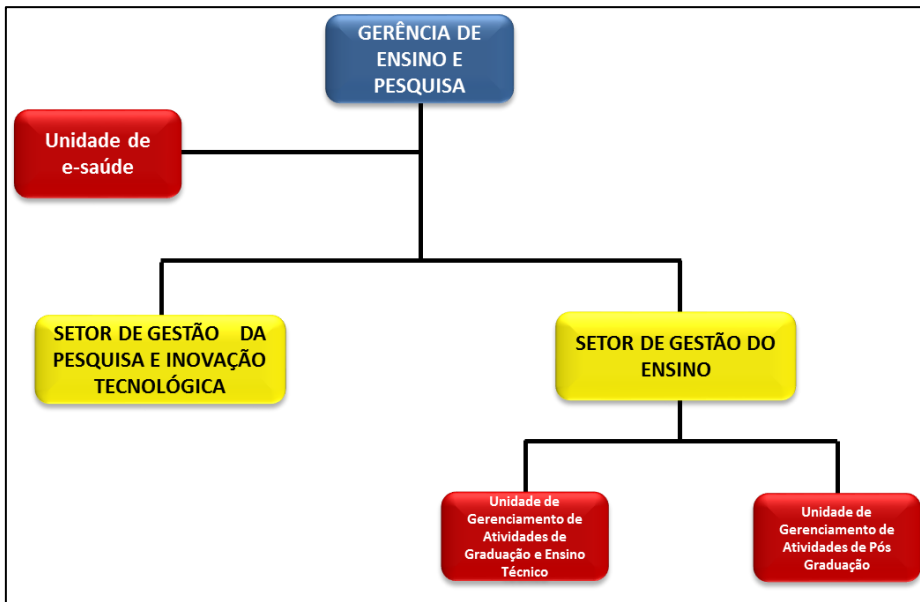 GERÊNCIA DE
ENSINO E
PESQUISA
Unidade de
e-saúde
SETOR DE GESTÃO DA
PESQUISA E INOVAÇÃO
TECNOLÓGICA
SETOR DE GESTÃO DO
ENSINO
Unidade de
Gerenciamento de
Atividades de
Graduação e Ensino
Técnico
Unidade de
Gerenciamento de
Atividades de Pós
Graduação